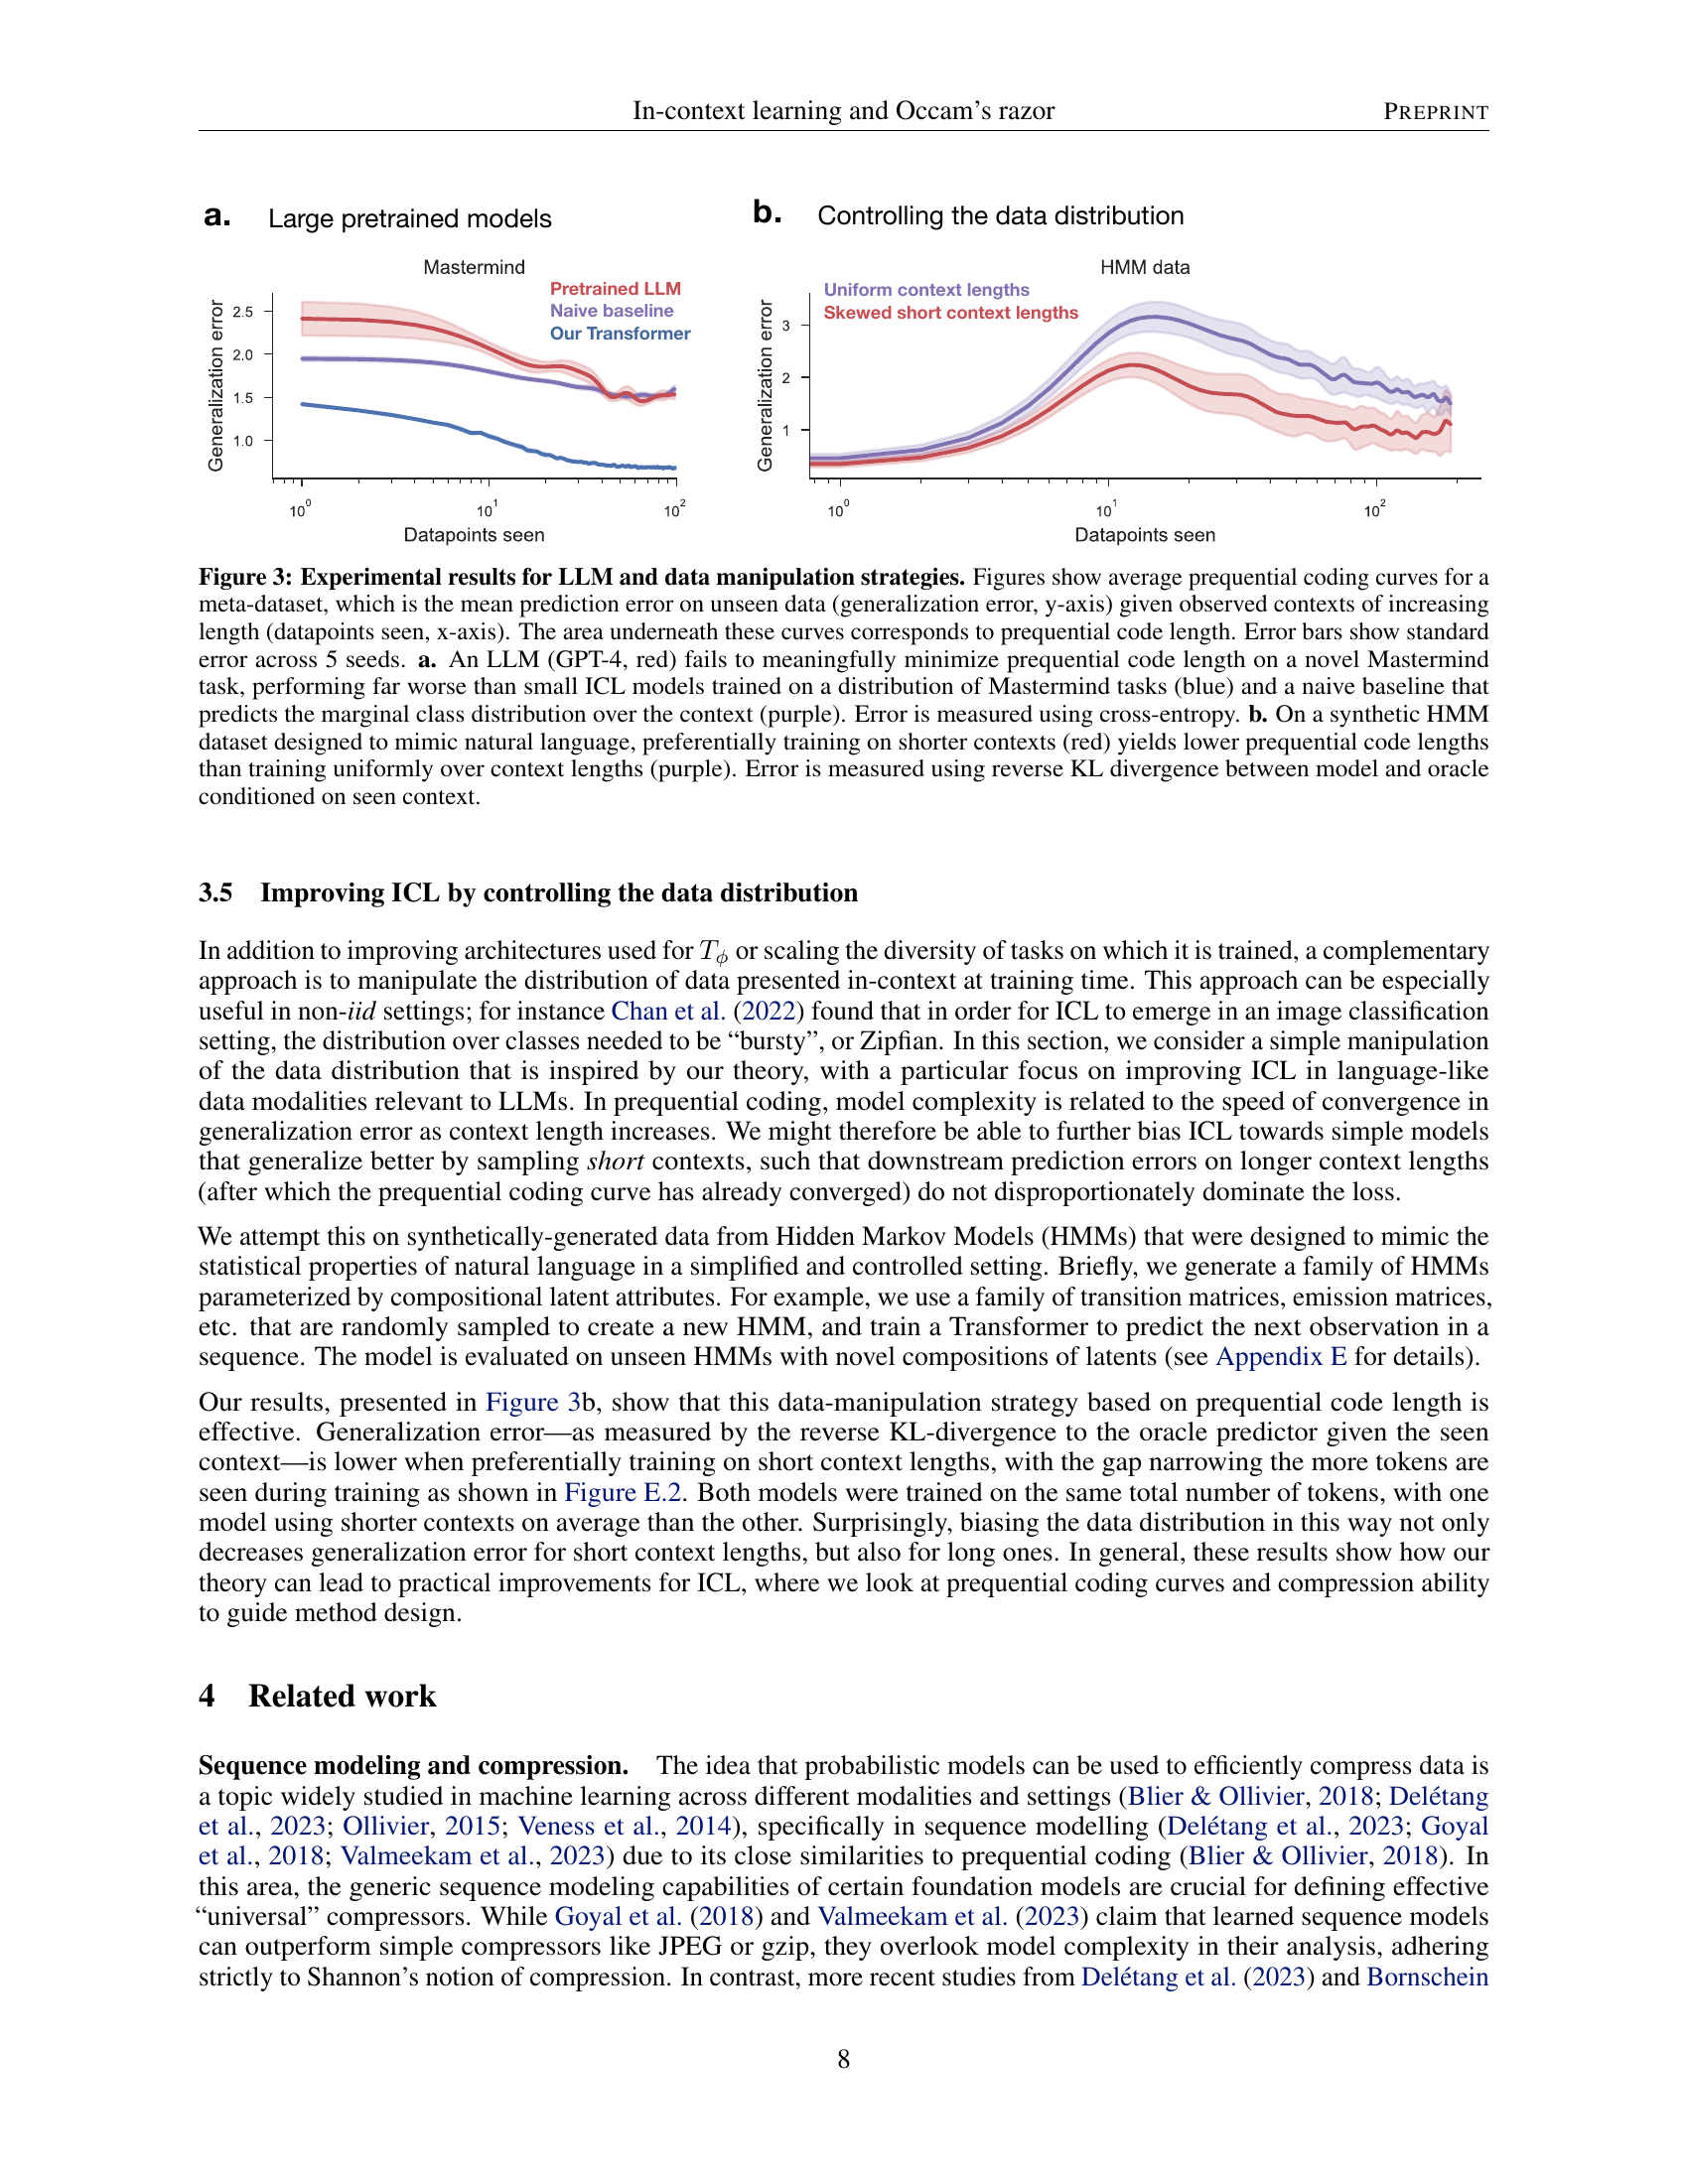 In-context learning and Occam's razor PREPRINT
a. Large pretrained models
b. Controlling the data distribution
Mastermind
Pretrained LLM
Naive baseline
Our Transformer
Generalization error
2.5
2.0
1.5
1.0
10^0 10^1 10^2
Datapoints seen
HMM data
Uniform context lengths
Skewed short context lengths
Generalization error
3
2
1
10^0 10^1 10^2
Datapoints seen
Figure 3: Experimental results for LLM and data manipulation strategies. Figures show average prequential coding curves for a
meta-dataset, which is the mean prediction error on unseen data (generalization error, y-axis) given observed contexts of increasing
length (datapoints seen, x-axis). The area underneath these curves corresponds to prequential code length. Error bars show standard
error across 5 seeds. a. An LLM (GPT-4, red) fails to meaningfully minimize prequential code length on a novel Mastermind
task, performing far worse than small ICL models trained on a distribution of Mastermind tasks (blue) and a naive baseline that
predicts the marginal class distribution over the context (purple). Error is measured using cross-entropy. b. On a synthetic HMM
dataset designed to mimic natural language, preferentially training on shorter contexts (red) yields lower prequential code lengths
than training uniformly over context lengths (purple). Error is measured using reverse KL divergence between model and oracle
conditioned on seen context.
3.5 Improving ICL by controlling the data distribution
In addition to improving architectures used for T_ϕ or scaling the diversity of tasks on which it is trained, a complementary
approach is to manipulate the distribution of data presented in-context at training time. This approach can be especially
useful in non-iid settings; for instance Chan et al. (2022) found that in order for ICL to emerge in an image classification
setting, the distribution over classes needed to be “bursty”, or Zipfian. In this section, we consider a simple manipulation
of the data distribution that is inspired by our theory, with a particular focus on improving ICL in language-like
data modalities relevant to LLMs. In prequential coding, model complexity is related to the speed of convergence in
generalization error as context length increases. We might therefore be able to further bias ICL towards simple models
that generalize better by sampling short contexts, such that downstream prediction errors on longer context lengths
(after which the prequential coding curve has already converged) do not disproportionately dominate the loss.
We attempt this on synthetically-generated data from Hidden Markov Models (HMMs) that were designed to mimic the
statistical properties of natural language in a simplified and controlled setting. Briefly, we generate a family of HMMs
parameterized by compositional latent attributes. For example, we use a family of transition matrices, emission matrices,
etc. that are randomly sampled to create a new HMM, and train a Transformer to predict the next observation in a
sequence. The model is evaluated on unseen HMMs with novel compositions of latents (see Appendix E for details).
Our results, presented in Figure 3b, show that this data-manipulation strategy based on prequential code length is
effective. Generalization error—as measured by the reverse KL-divergence to the oracle predictor given the seen
context—is lower when preferentially training on short context lengths, with the gap narrowing the more tokens are
seen during training as shown in Figure E.2. Both models were trained on the same total number of tokens, with one
model using shorter contexts on average than the other. Surprisingly, biasing the data distribution in this way not only
decreases generalization error for short context lengths, but also for long ones. In general, these results show how our
theory can lead to practical improvements for ICL, where we look at prequential coding curves and compression ability
to guide method design.
4 Related work
Sequence modeling and compression. The idea that probabilistic models can be used to efficiently compress data is
a topic widely studied in machine learning across different modalities and settings (Blier & Ollivier, 2018; Delétang
et al., 2023; Ollivier, 2015; Veness et al., 2014), specifically in sequence modelling (Delétang et al., 2023; Goyal
et al., 2018; Valmeekam et al., 2023) due to its close similarities to prequential coding (Blier & Ollivier, 2018). In
this area, the generic sequence modeling capabilities of certain foundation models are crucial for defining effective
“universal” compressors. While Goyal et al. (2018) and Valmeekam et al. (2023) claim that learned sequence models
can outperform simple compressors like JPEG or gzip, they overlook model complexity in their analysis, adhering
strictly to Shannon's notion of compression. In contrast, more recent studies from Delétang et al. (2023) and Bornschein
8